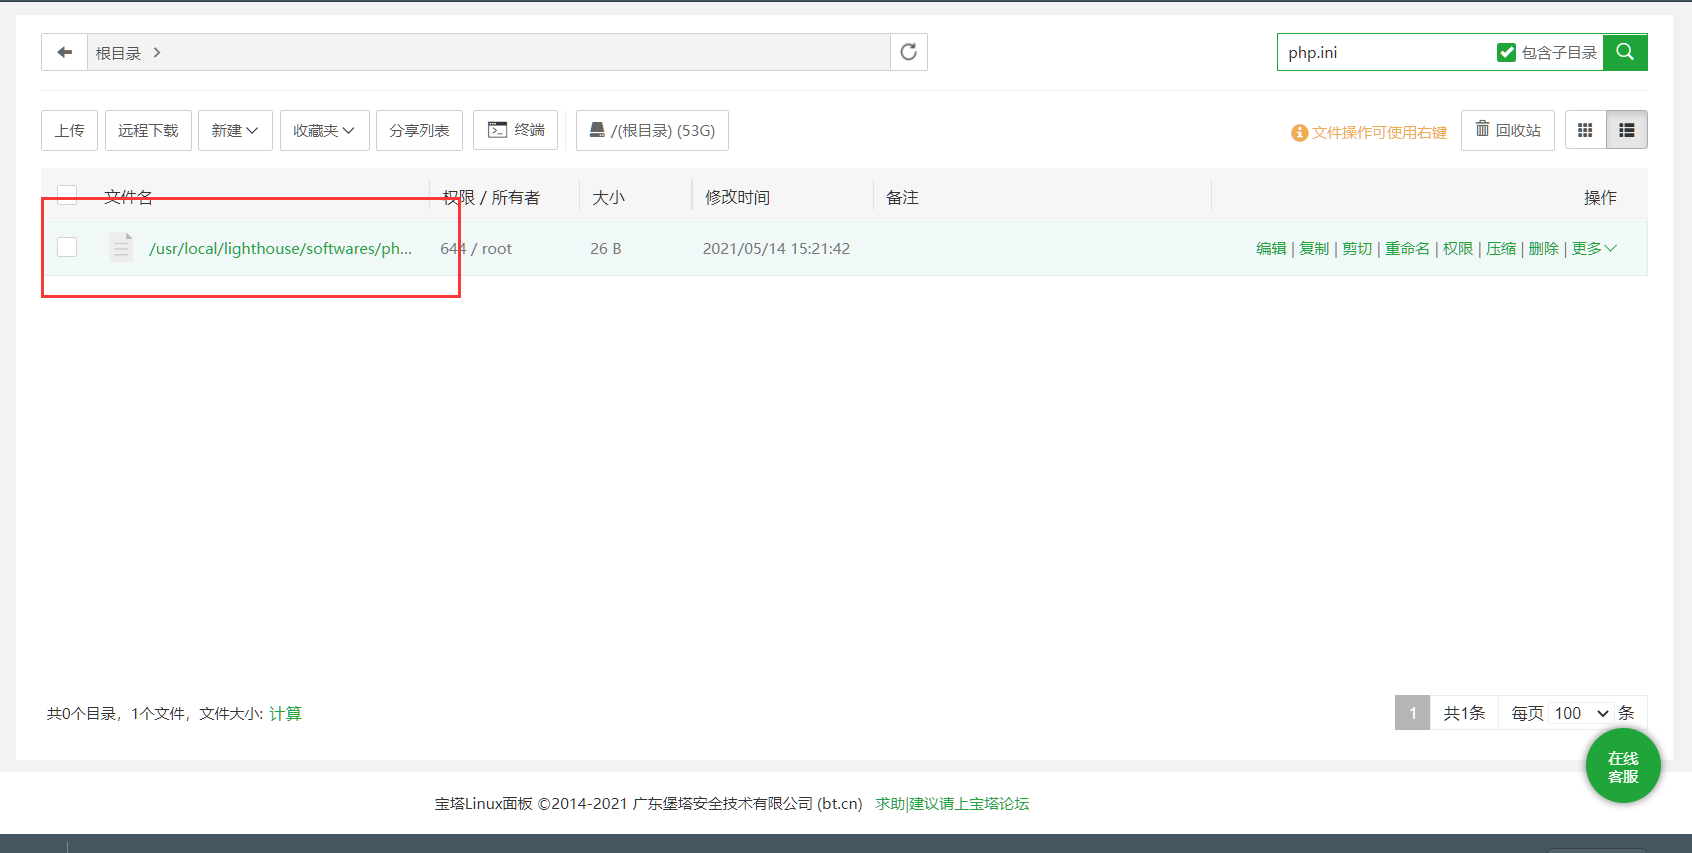 根目录
php.ini 包含子目录
上传 远程下载 新建 收藏夹 分享列表 终端 /(根目录) (53G) 文件操作可使用右键 回收站
文件名 权限 / 所有者 大小 修改时间 备注 操作
/usr/local/lighthouse/softwares/ph... 644 / root 26 B 2021/05/14 15:21:42 编辑 | 复制 | 剪切 | 重命名 | 权限 | 压缩 | 删除 | 更多
共0个目录，1个文件，文件大小: 计算 1 共1条 每页 100 条
在线
客服
宝塔Linux面板 ©2014-2021 广东堡塔安全技术有限公司 (bt.cn) 求助|建议请上宝塔论坛